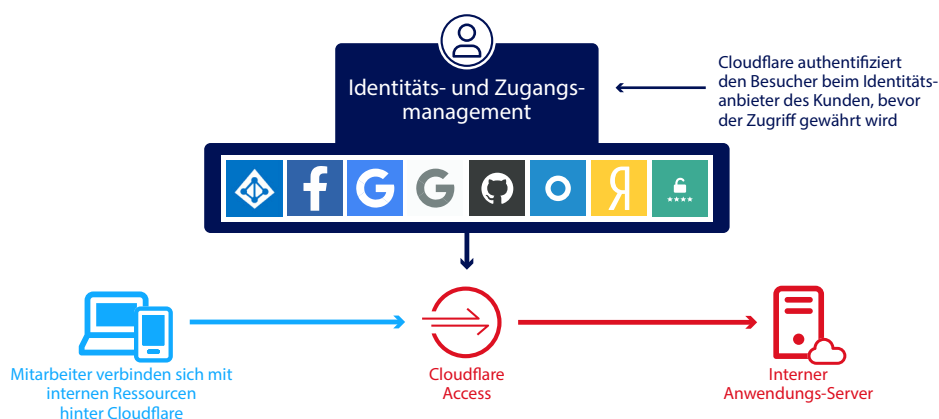 Identitäts- und Zugangs-
management
Cloudflare authentifiziert
den Besucher beim Identitäts-
anbieter des Kunden, bevor
der Zugriff gewährt wird
f
G
G
Я
****
Mitarbeiter verbinden sich mit
internen Ressourcen
hinter Cloudflare
Cloudflare
Access
Interner
Anwendungs-Server